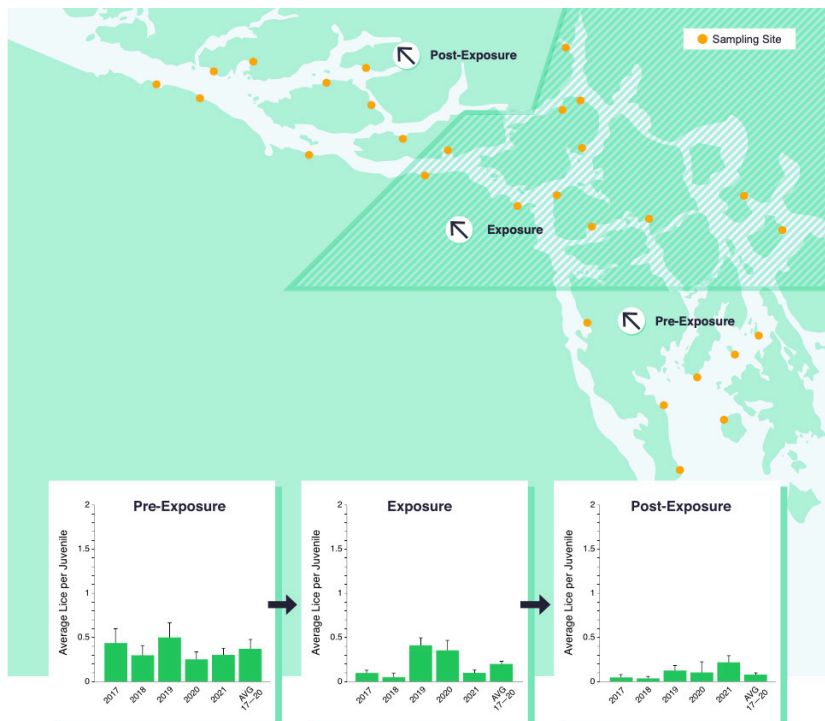 Sampling Site
Post-Exposure
Exposure
Pre-Exposure
Pre-Exposure
Average Lice per Juvenile
2
1.5
1
0.5
0
2017
2018
2019
2020
2021
AVG
17–20
Exposure
Average Lice per Juvenile
2
1.5
1
0.5
0
2017
2018
2019
2020
2021
AVG
17–20
Post-Exposure
Average Lice per Juvenile
2
1.5
1
0.5
0
2017
2018
2019
2020
2021
AVG
17–20